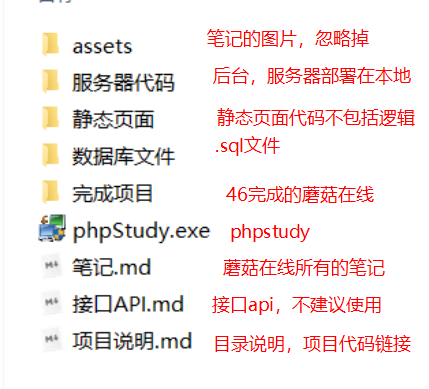 assets 笔记的图片，忽略掉
服务器代码 后台，服务器部署在本地
静态页面 静态页面代码不包括逻辑
数据库文件 .sql文件
完成项目 46完成的蘑菇在线
phpStudy.exe phpstudy
笔记.md 蘑菇在线所有的笔记
接口API.md 接口api，不建议使用
项目说明.md 目录说明，项目代码链接